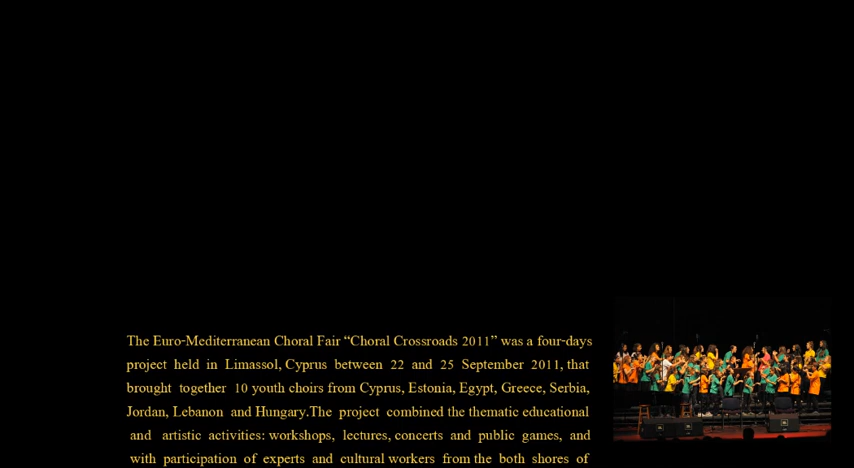 The Euro-Mediterranean Choral Fair “Choral Crossroads 2011” was a four-days
project held in Limassol, Cyprus between 22 and 25 September 2011, that
brought together 10 youth choirs from Cyprus, Estonia, Egypt, Greece, Serbia,
Jordan, Lebanon and Hungary.The project combined the thematic educational
and artistic activities: workshops, lectures, concerts and public games, and
with participation of experts and cultural workers from the both shores of